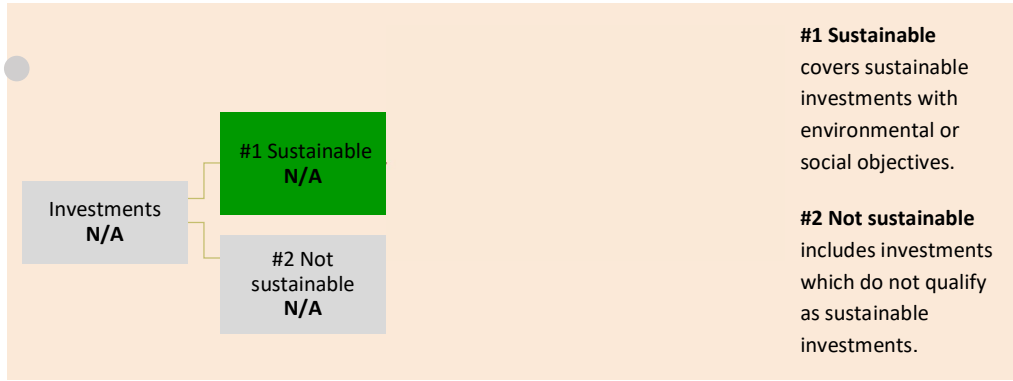 #1 Sustainable
N/A
Investments
N/A
#2 Not
sustainable
N/A
#1 Sustainable
covers sustainable
investments with
environmental or
social objectives.
#2 Not sustainable
includes investments
which do not qualify
as sustainable
investments.